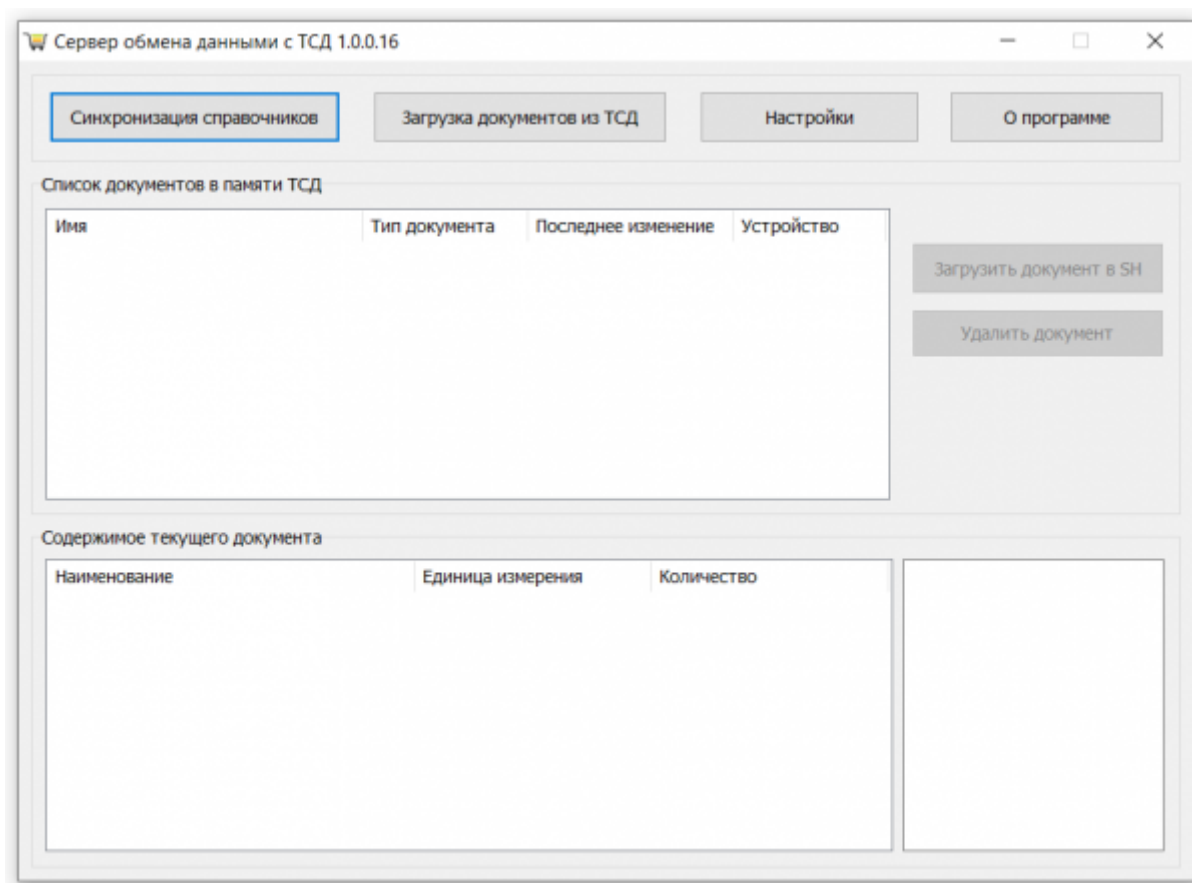 Сервер обмена данными с ТСД 1.0.0.16
Синхронизация справочников Загрузка документов из ТСД Настройки О программе
Список документов в памяти ТСД
Имя Тип документа Последнее изменение Устройство
Загрузить документ в SH
Удалить документ
Содержимое текущего документа
Наименование Единица измерения Количество